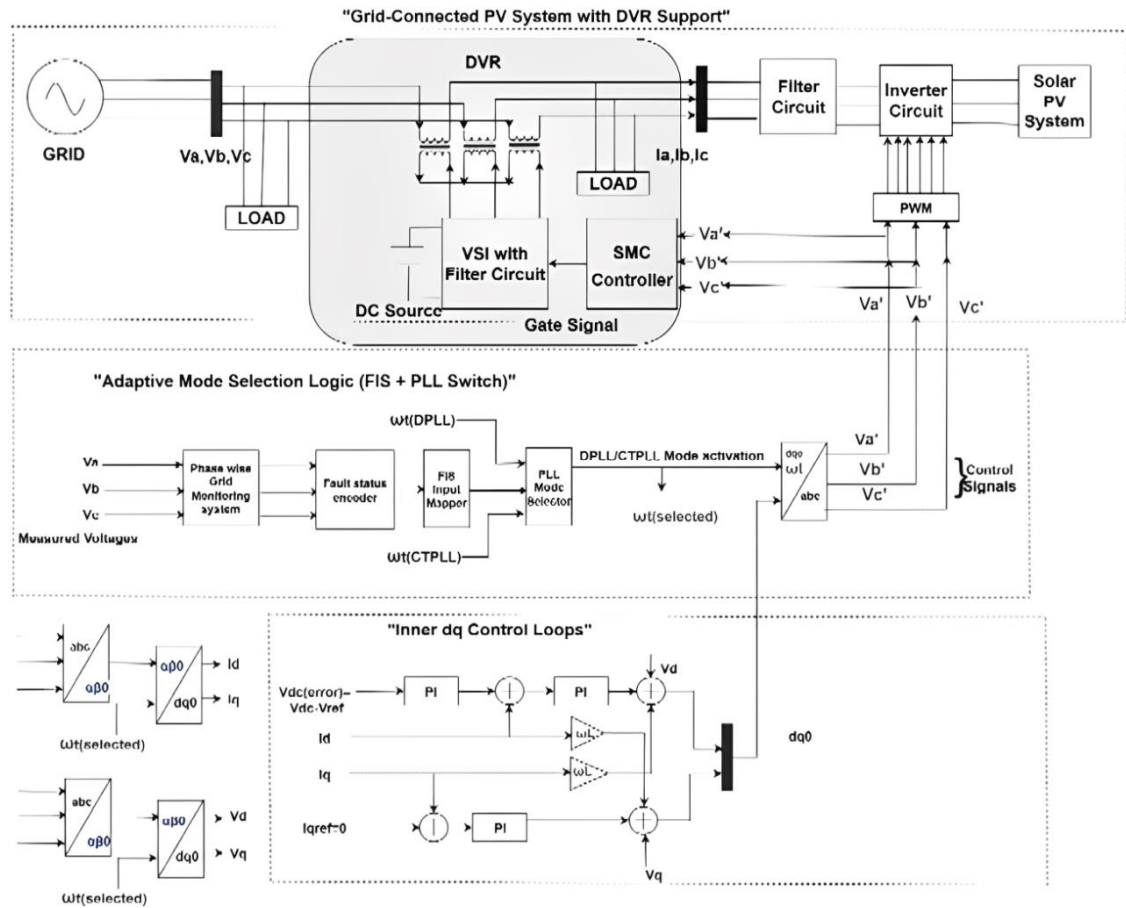 "Grid-Connected PV System with DVR Support"
DVR
GRID
Va,Vb,Vc
LOAD
LOAD
Ia,Ib,Ic
Filter
Circuit
Inverter
Circuit
Solar
PV
System
PWM
VSI with
Filter Circuit
SMC
Controller
DC Source
Gate Signal
Va'
Vb'
Vc'
Va'
Vb'
Vc'
"Adaptive Mode Selection Logic (FIS + PLL Switch)"
ωt(DPLL)
Va
Vb
Vc
Measured Voltages
Phase wise
Grid
Monitoring
system
Fault status
encoder
FIS
Input
Mapper
PLL
Mode
Selector
ωt(CTPLL)
DPLL/CTPLL Mode activation
ωt(selected)
dq0
ωt
abc
Va'
Vb'
Vc'
Control
Signals
abc
αβ0
ωt(selected)
αβ0
dq0
Id
Iq
abc
αβ0
ωt(selected)
αβ0
dq0
Vd
Vq
"Inner dq Control Loops"
Vdc(error)=
Vdc-Vref
PI
PI
Vd
Id
ωL
Iq
ωL
Iqref=0
PI
Vq
dq0